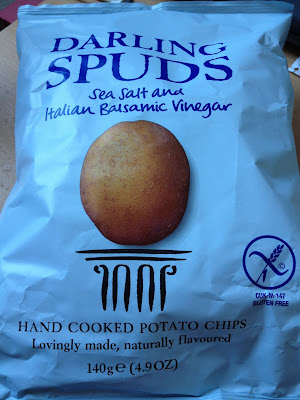 DARLING
SPUDS
Sea Salt and
Italian Balsamic Vinegar
©
GLUTEN FREE
HAND COOKED POTATO CHIPS
Lovingly made, naturally flavoured
140g e (4.9OZ)